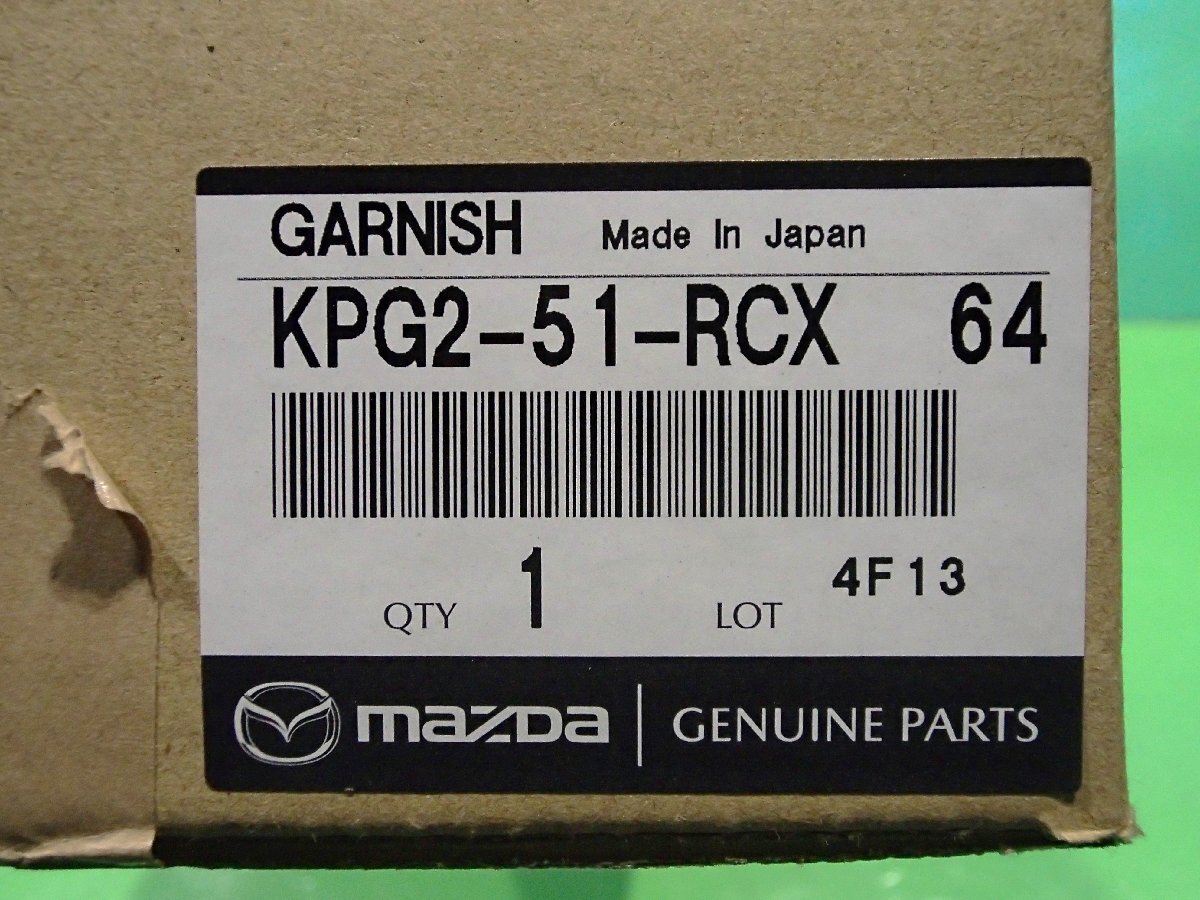 GARNISH Made In Japan
KPG2-51-RCX 64
QTY 1 LOT 4F13
mazda GENUINE PARTS